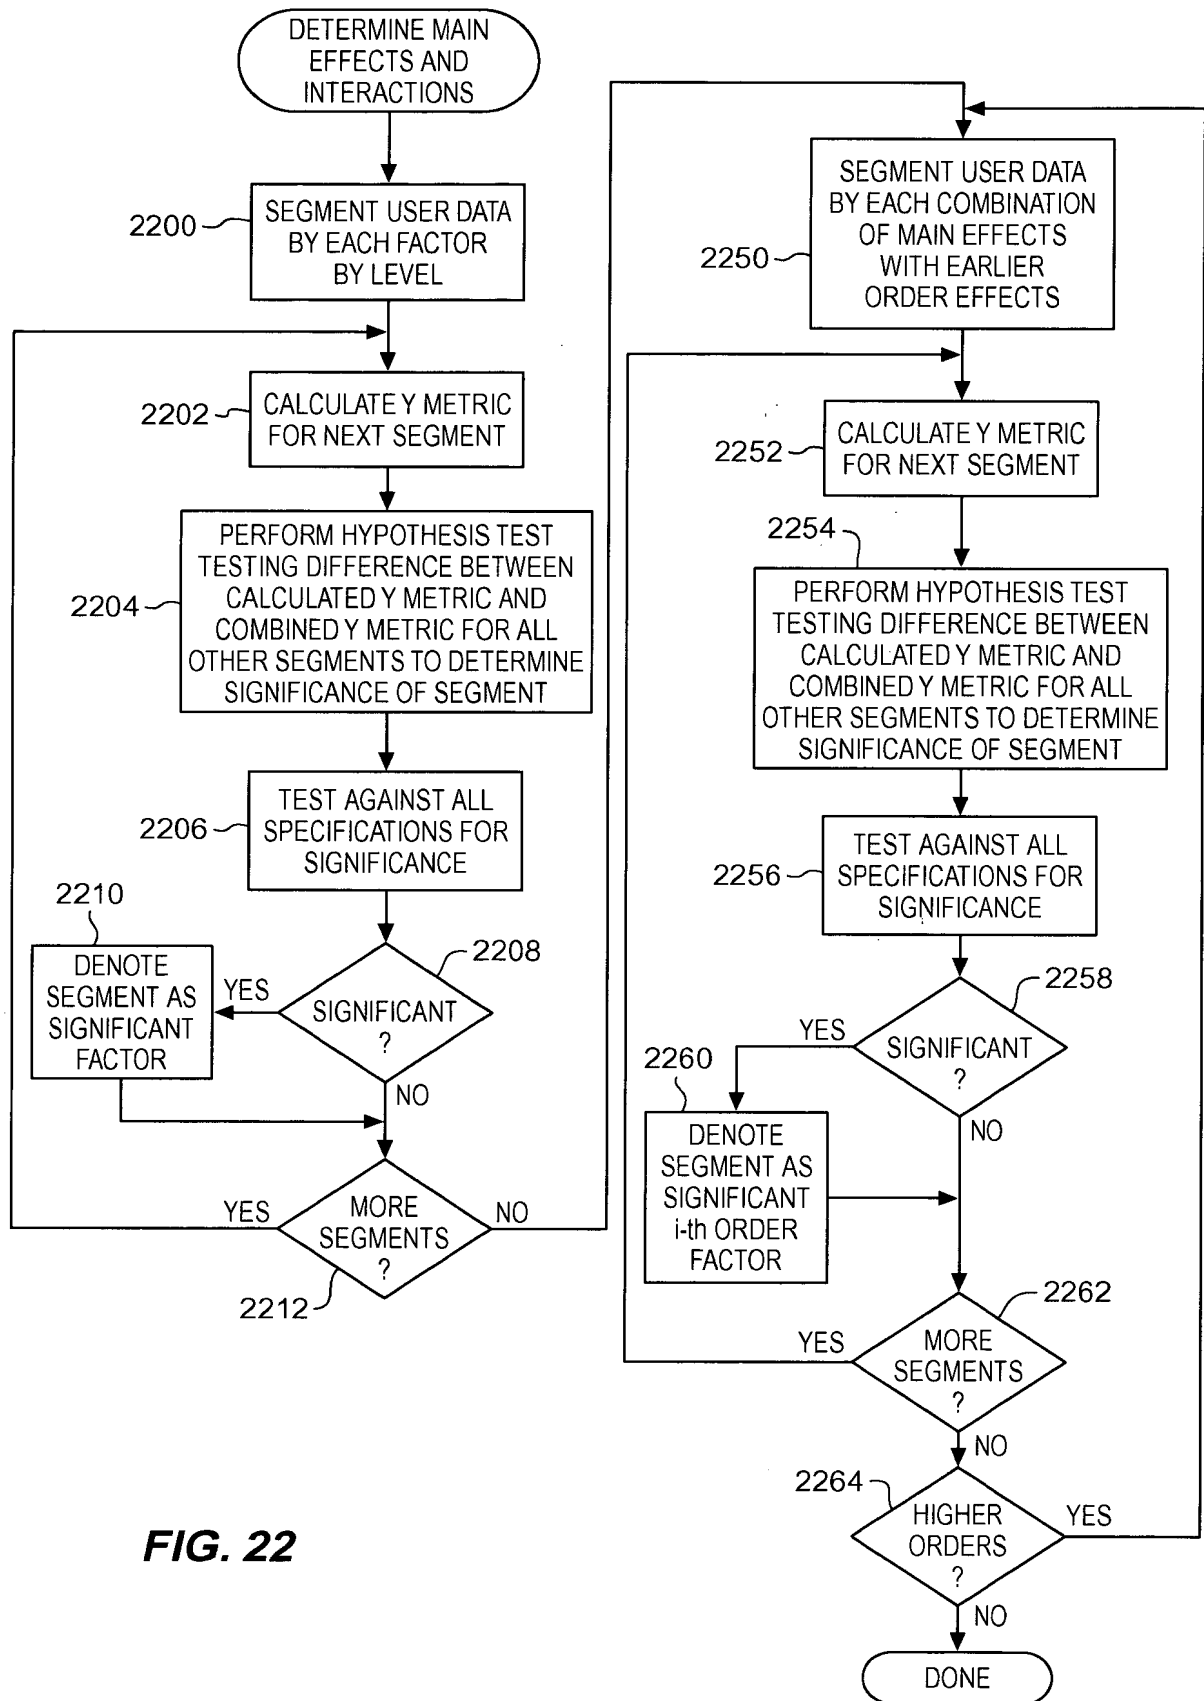 DETERMINE MAIN
EFFECTS AND
INTERACTIONS
2200
SEGMENT USER DATA
BY EACH FACTOR
BY LEVEL
2202
CALCULATE Y METRIC
FOR NEXT SEGMENT
2204
PERFORM HYPOTHESIS TEST
TESTING DIFFERENCE BETWEEN
CALCULATED Y METRIC AND
COMBINED Y METRIC FOR ALL
OTHER SEGMENTS TO DETERMINE
SIGNIFICANCE OF SEGMENT
2206
TEST AGAINST ALL
SPECIFICATIONS FOR
SIGNIFICANCE
2208
SIGNIFICANT
?
YES
NO
2210
DENOTE
SEGMENT AS
SIGNIFICANT
FACTOR
MORE
SEGMENTS
?
YES
NO
2212
2250
SEGMENT USER DATA
BY EACH COMBINATION
OF MAIN EFFECTS
WITH EARLIER
ORDER EFFECTS
2252
CALCULATE Y METRIC
FOR NEXT SEGMENT
2254
PERFORM HYPOTHESIS TEST
TESTING DIFFERENCE BETWEEN
CALCULATED Y METRIC AND
COMBINED Y METRIC FOR ALL
OTHER SEGMENTS TO DETERMINE
SIGNIFICANCE OF SEGMENT
2256
TEST AGAINST ALL
SPECIFICATIONS FOR
SIGNIFICANCE
2258
SIGNIFICANT
?
YES
NO
2260
DENOTE
SEGMENT AS
SIGNIFICANT
i-th ORDER
FACTOR
2262
MORE
SEGMENTS
?
YES
NO
2264
HIGHER
ORDERS
?
YES
NO
DONE
FIG. 22